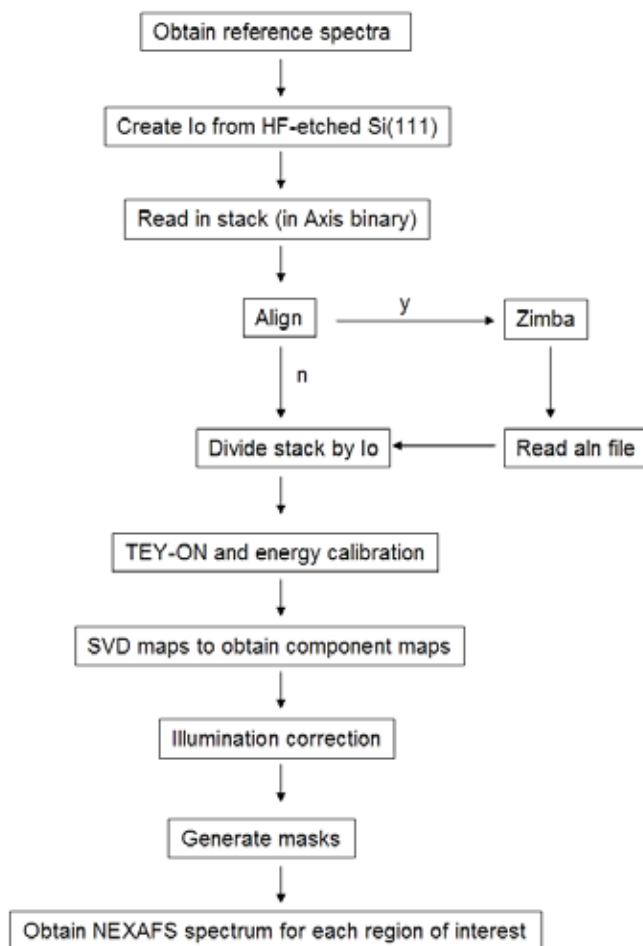 Obtain reference spectra
Create Io from HF-etched Si(111)
Read in stack (in Axis binary)
Align
y
Zimba
n
Divide stack by Io
Read aln file
TEY-ON and energy calibration
SVD maps to obtain component maps
Illumination correction
Generate masks
Obtain NEXAFS spectrum for each region of interest